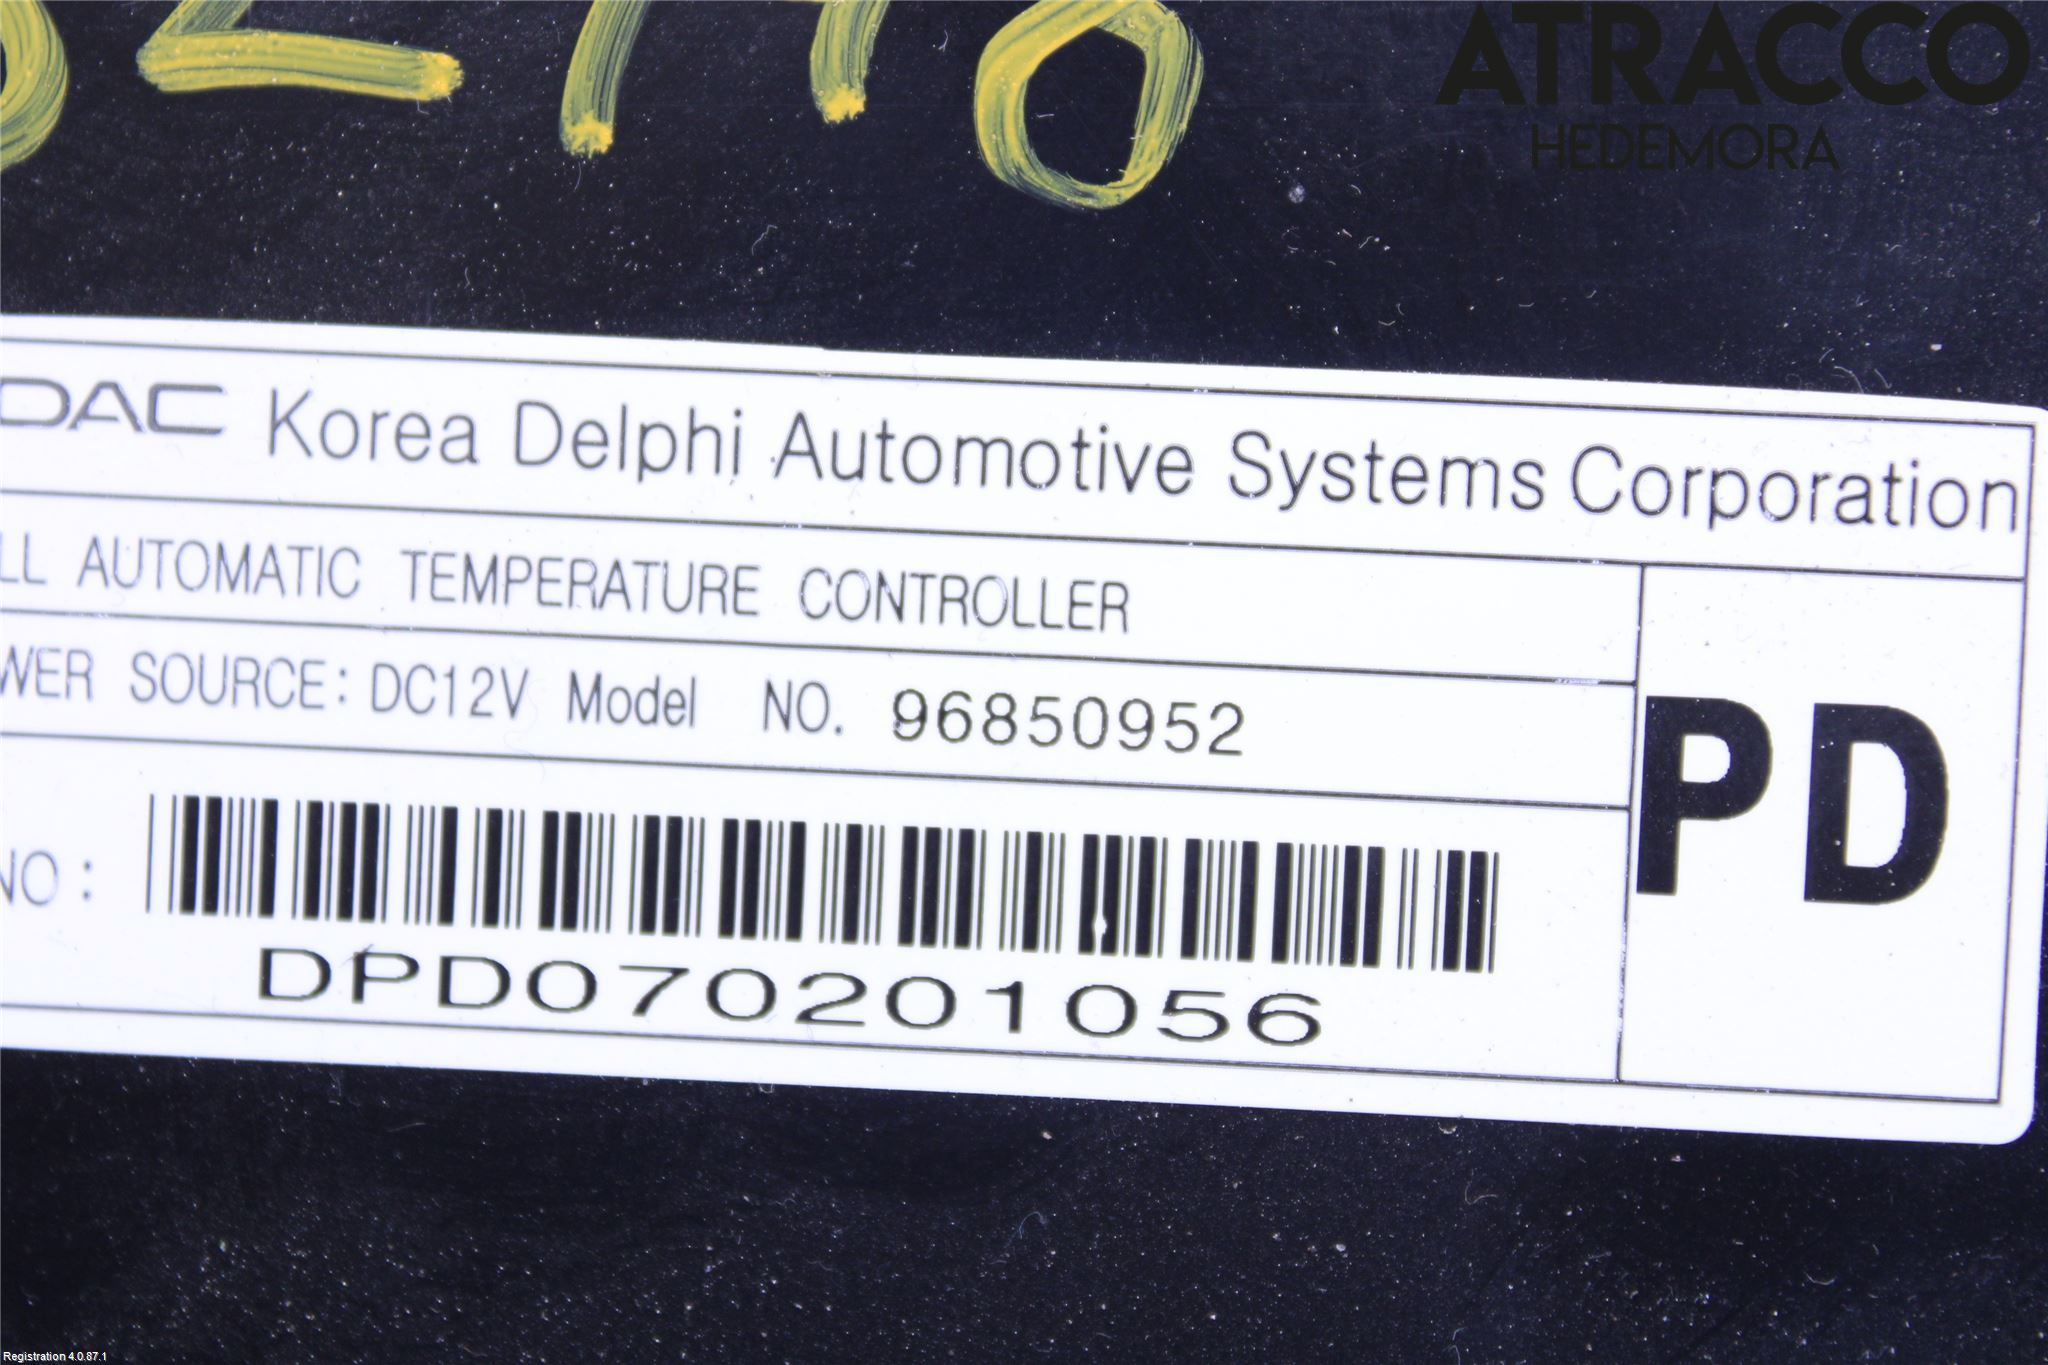 ATRACCO
HEDEMORA
DAC Korea Delphi Automotive Systems Corporation
LL AUTOMATIC TEMPERATURE CONTROLLER
WER SOURCE: DC12V Model NO. 96850952
PD
NO:
DPD070201056
Registration 4.0.87.1